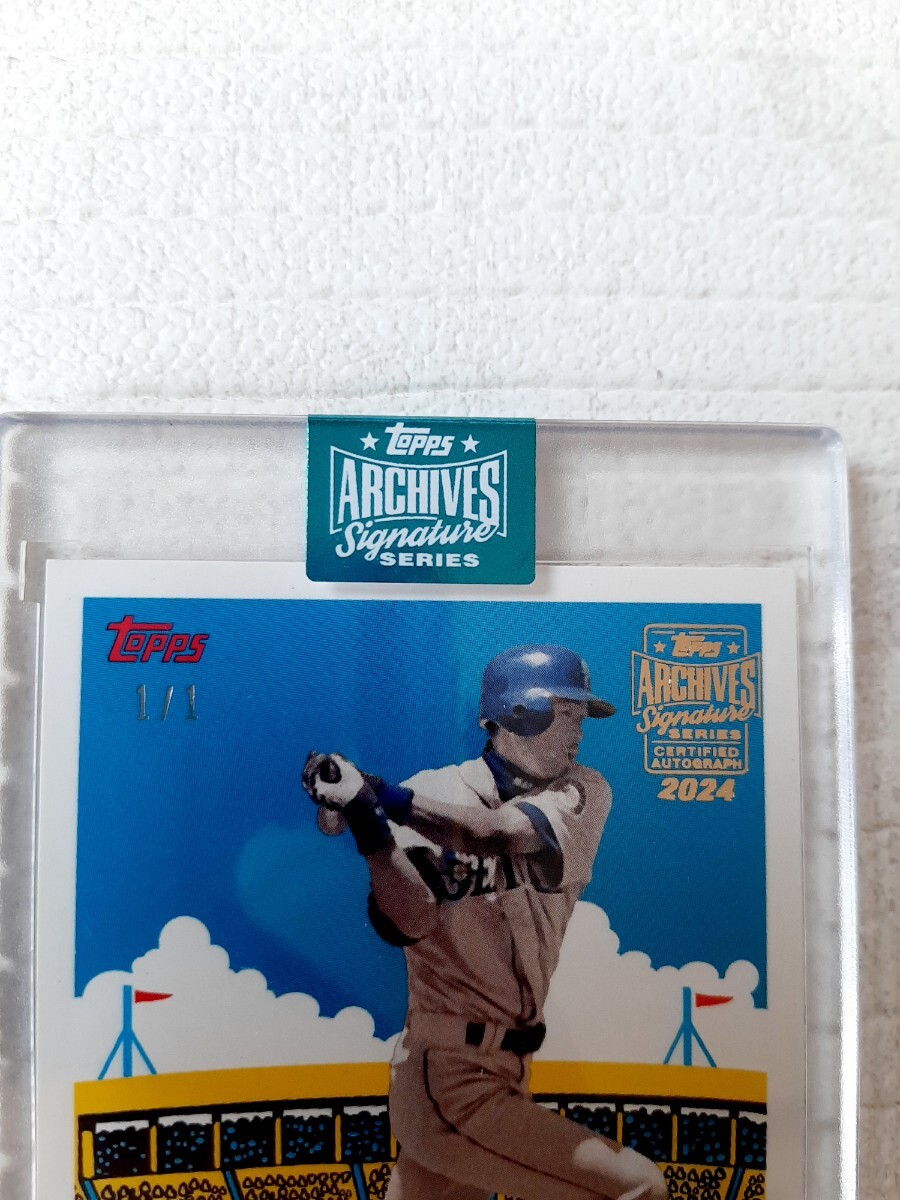 Topps
ARCHIVES
Signature
SERIES
Topps
1/1
Topps
ARCHIVES
Signature
SERIES
CERTIFIED
AUTOGRAPH
2024